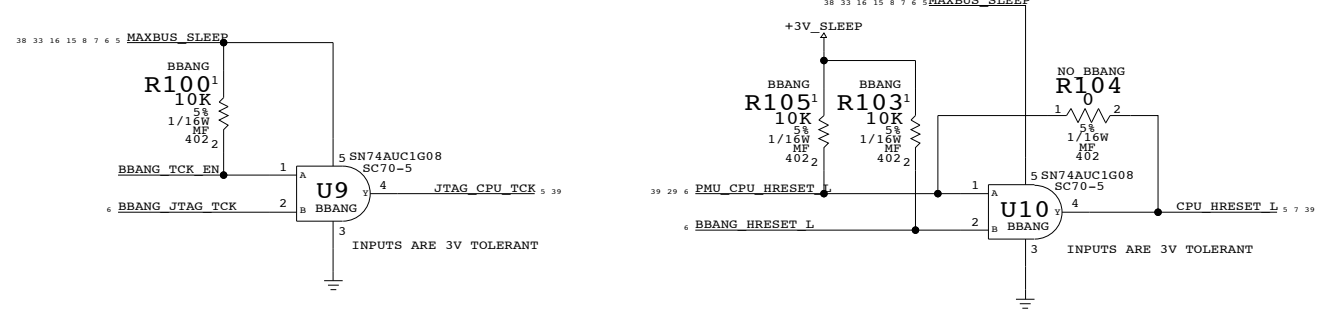 38 33 16 15 8 7 6 5 MAXBUS_SLEEP
BBANG
R100
1
10K
5%
1/16W
MF
402
2
BBANG_TCK_EN
1
A
5 SN74AUC1G08
SC70-5
U9
BBANG
Y
4
JTAG_CPU_TCK 5 39
6 BBANG_JTAG_TCK
2
B
3
INPUTS ARE 3V TOLERANT
38 33 16 15 8 7 6 5 MAXBUS_SLEEP
+3V_SLEEP
BBANG
R105
1
10K
5%
1/16W
MF
402
2
BBANG
R103
1
10K
5%
1/16W
MF
402
2
NO_BBANG
R104
0
1
2
5%
1/16W
MF
402
39 29 6 PMU_CPU_HRESET_L
1
A
5 SN74AUC1G08
SC70-5
U10
BBANG
Y
4
CPU_HRESET_L 5 7 39
6 BBANG_HRESET_L
2
B
3
INPUTS ARE 3V TOLERANT